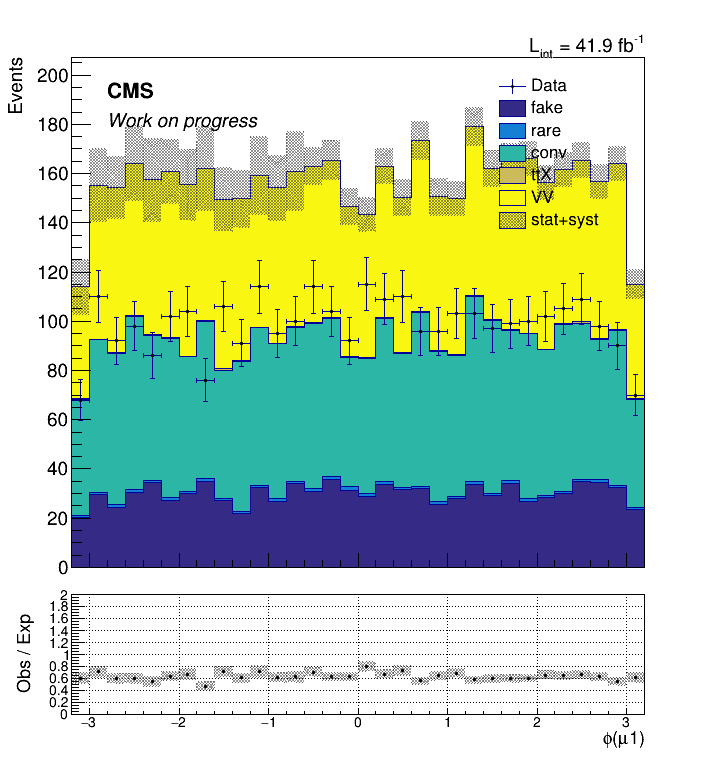 L_int = 41.9 fb^-1
Events
CMS
Work on progress
Data
fake
rare
conv
ttX
VV
stat+syst
200
180
160
140
120
100
80
60
40
20
0
Obs / Exp
2
1.8
1.6
1.4
1.2
1
0.8
0.6
0.4
0.2
0
−3 −2 −1 0 1 2 3
ϕ(μ1)